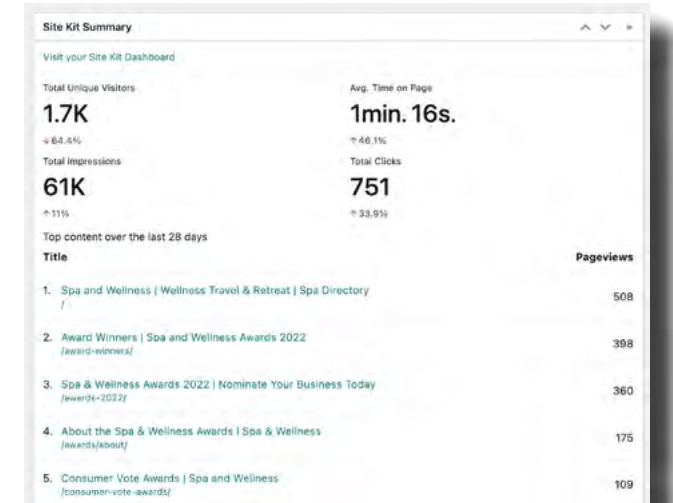 Site Kit Summary
Visit your Site Kit Dashboard
Total Unique Visitors
Avg. Time on Page
1.7K
1min. 16s.
↓64.4%
↑46.1%
Total Impressions
Total Clicks
61K
751
↑11%
↑33.9%
Top content over the last 28 days
Title
Pageviews
1. Spa and Wellness | Wellness Travel & Retreat | Spa Directory
/
508
2. Award Winners | Spa and Wellness Awards 2022
/award-winners/
398
3. Spa & Wellness Awards 2022 | Nominate Your Business Today
/awards-2022/
360
4. About the Spa & Wellness Awards | Spa & Wellness
/awards/about/
175
5. Consumer Vote Awards | Spa and Wellness
/consumer-vote-awards/
109